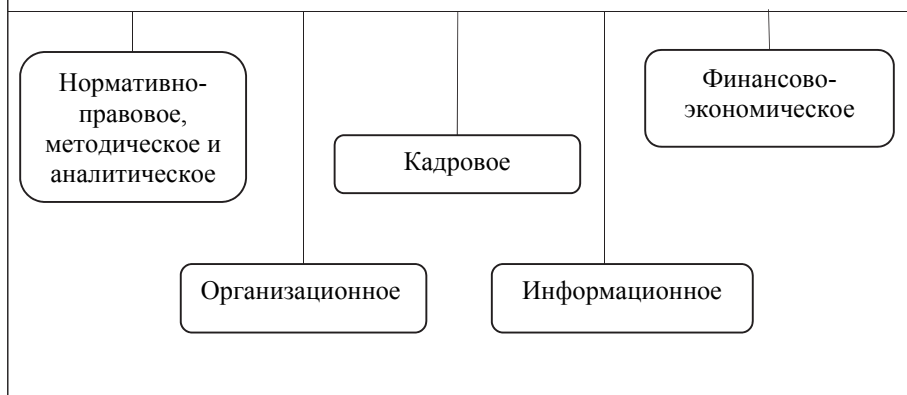 Нормативно-
правовое,
методическое и
аналитическое
Финансово-
экономическое
Кадровое
Организационное
Информационное